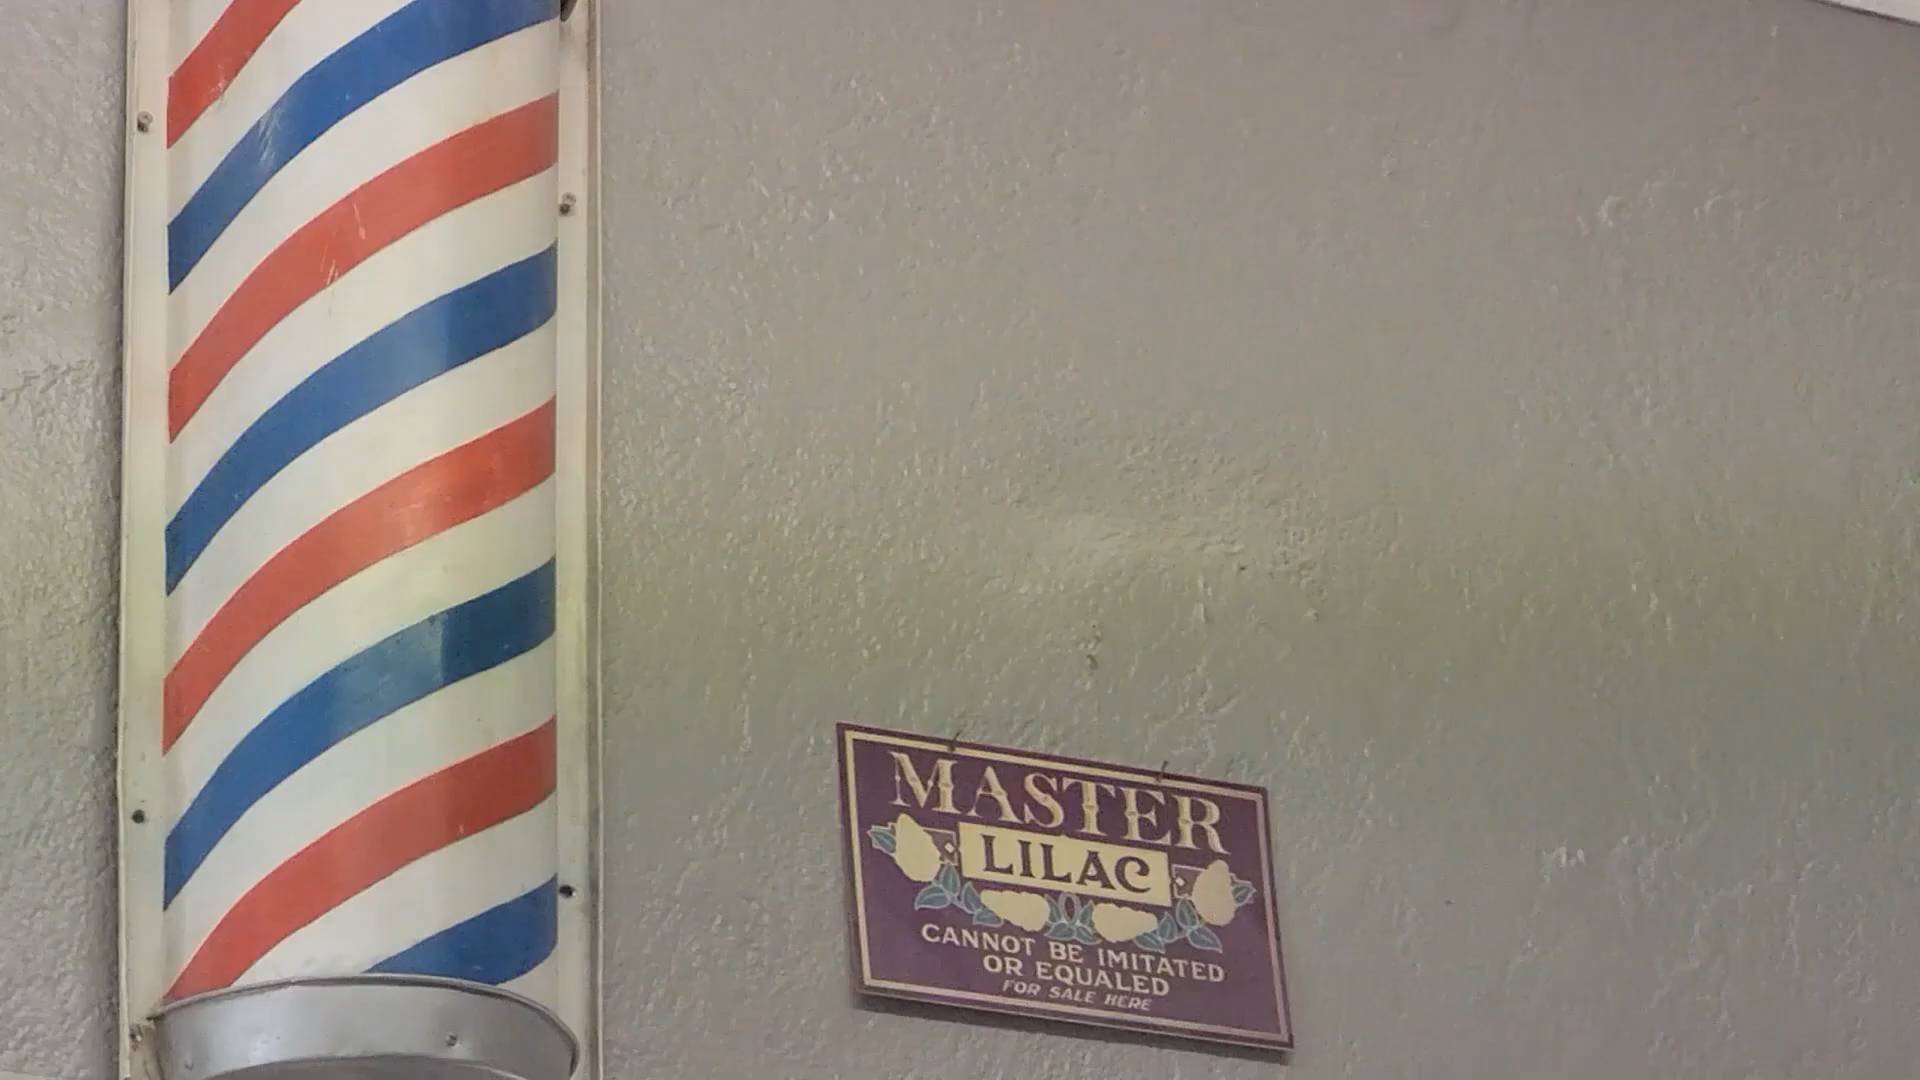 MASTER
LILAC
CANNOT BE IMITATED
OR EQUALED
FOR SALE HERE